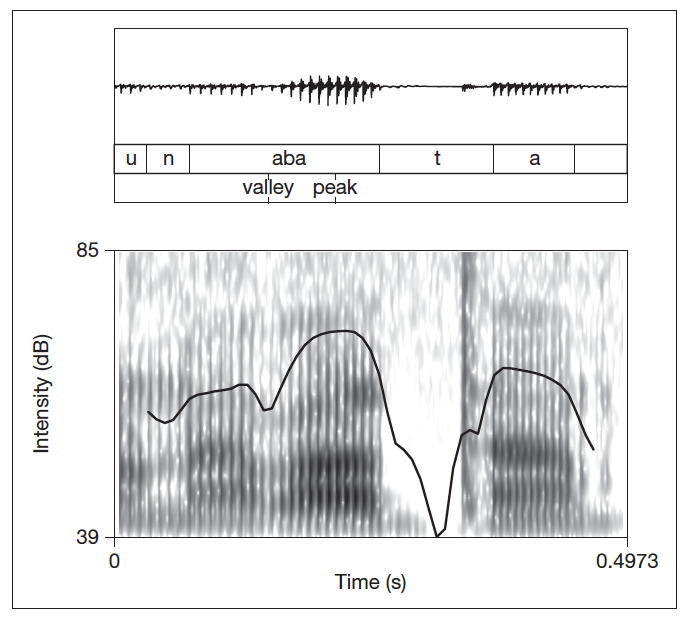 u n aba t a
valley peak
85
Intensity (dB)
39
0 0.4973
Time (s)